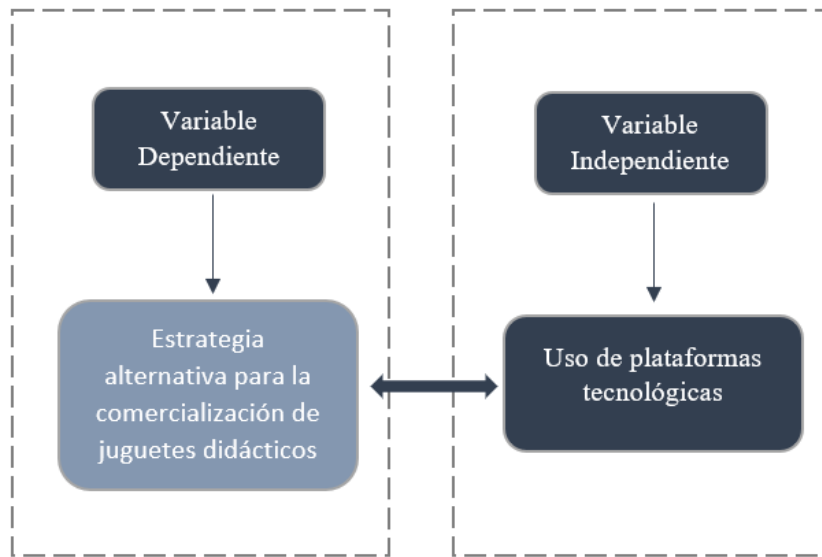 Variable
Dependiente
Estrategia
alternativa para la
comercialización de
juguetes didácticos
Variable
Independiente
Uso de plataformas
tecnológicas